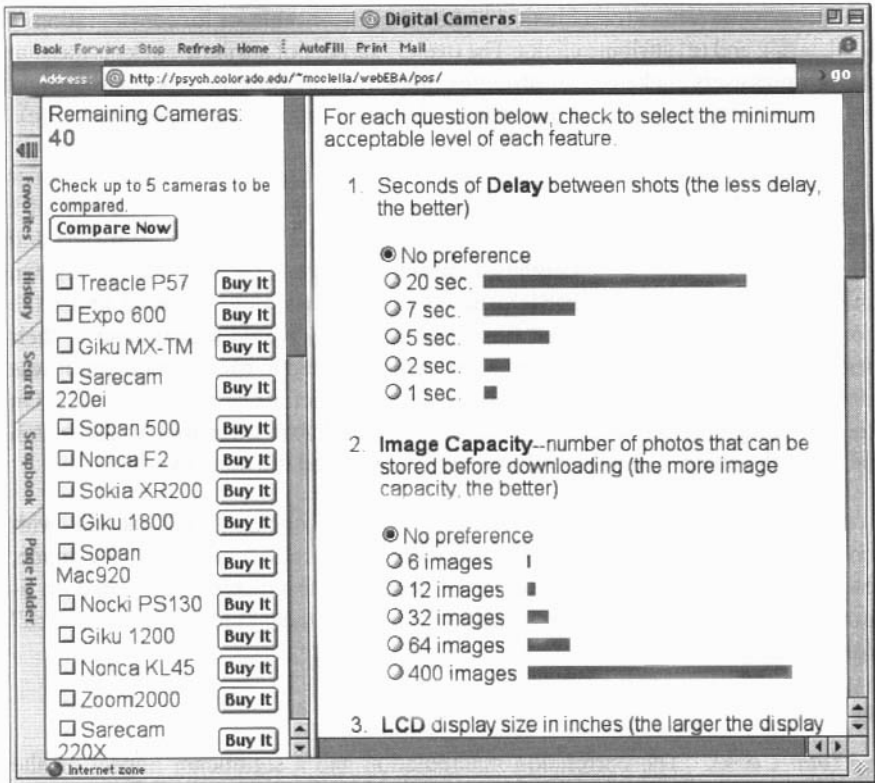 Digital Cameras
Back Forward Stop Refresh Home AutoFill Print Mail
Address: http://psych.colorado.edu/~mcclella/webEBA/pos/ go
Favorites
History
Search
Scrapbook
Page Holder
Remaining Cameras:
40
Check up to 5 cameras to be
compared.
Compare Now
Treacle P57 Buy It
Expo 600 Buy It
Giku MX-TM Buy It
Sarecam
220ei Buy It
Sopan 500 Buy It
Nonca F2 Buy It
Sokia XR200 Buy It
Giku 1800 Buy It
Sopan
Mac920 Buy It
Nocki PS130 Buy It
Giku 1200 Buy It
Nonca KL45 Buy It
Zoom2000 Buy It
Sarecam
220X Buy It
For each question below, check to select the minimum
acceptable level of each feature.
1. Seconds of Delay between shots (the less delay,
the better)
No preference
20 sec.
7 sec.
5 sec.
2 sec.
1 sec.
2. Image Capacity--number of photos that can be
stored before downloading (the more image
capacity, the better)
No preference
6 images
12 images
32 images
64 images
400 images
3. LCD display size in inches (the larger the display
Internet zone